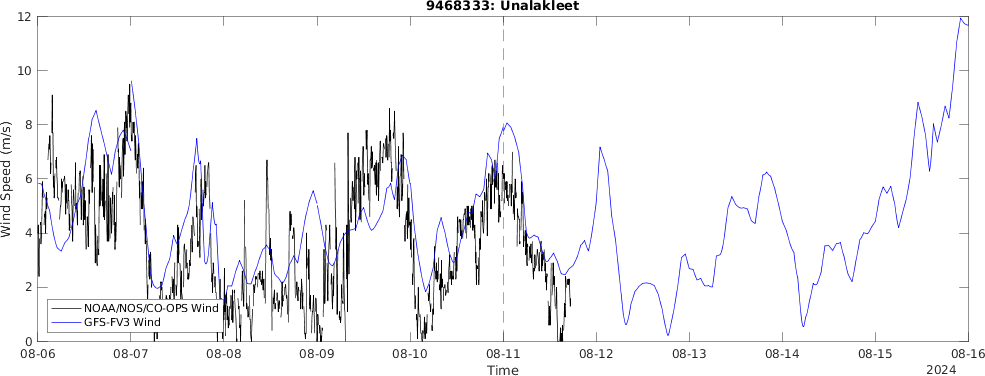 9468333: Unalakleet
Wind Speed (m/s)
12
10
8
6
4
2
0
NOAA/NOS/CO-OPS Wind
GFS-FV3 Wind
08-06 08-07 08-08 08-09 08-10 08-11 08-12 08-13 08-14 08-15 08-16
Time
2024